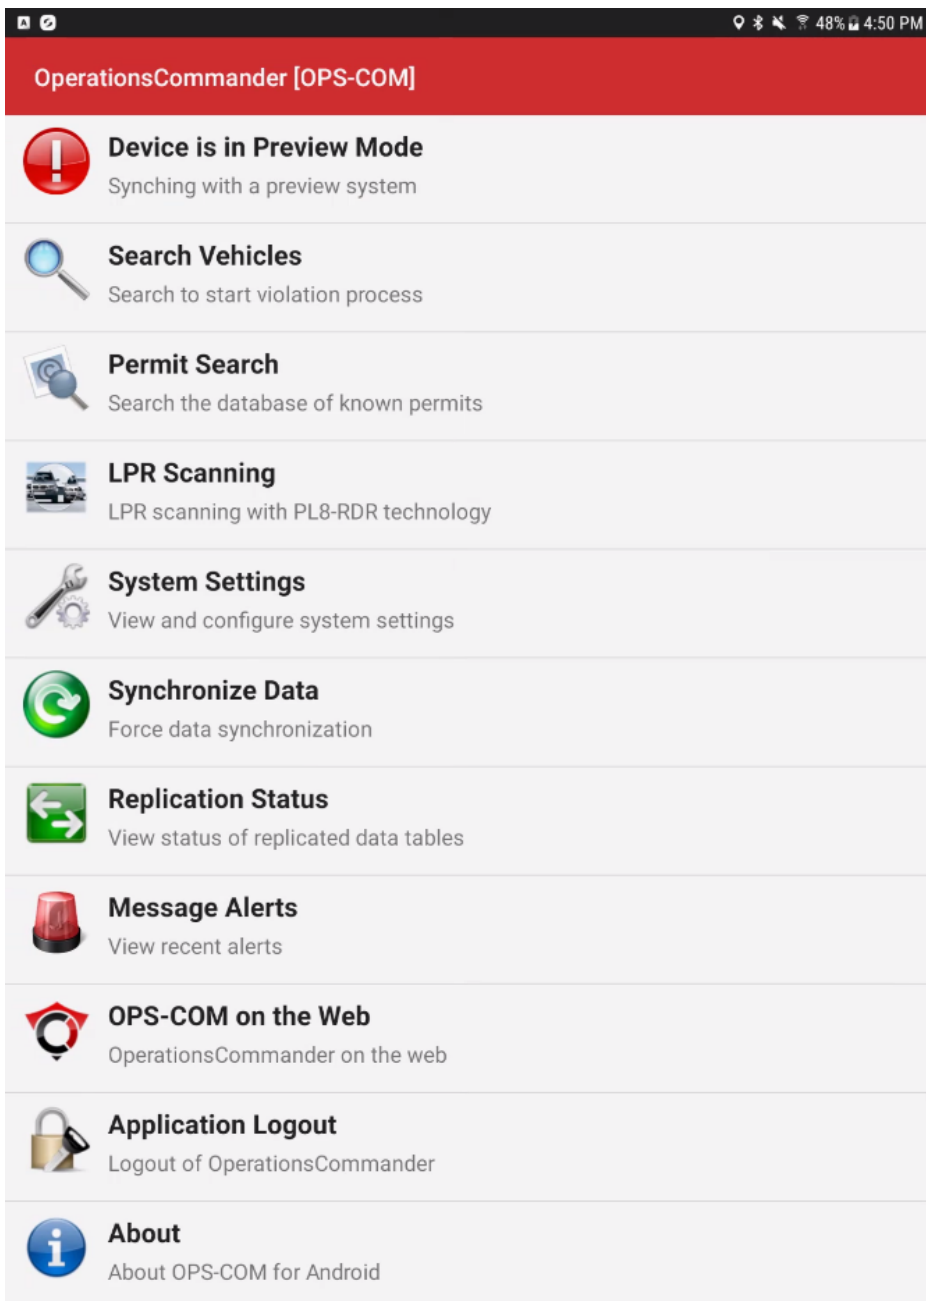 48% 4:50 PM
OperationsCommander [OPS-COM]
Device is in Preview Mode
Synching with a preview system
Search Vehicles
Search to start violation process
Permit Search
Search the database of known permits
LPR Scanning
LPR scanning with PL8-RDR technology
System Settings
View and configure system settings
Synchronize Data
Force data synchronization
Replication Status
View status of replicated data tables
Message Alerts
View recent alerts
OPS-COM on the Web
OperationsCommander on the web
Application Logout
Logout of OperationsCommander
About
About OPS-COM for Android